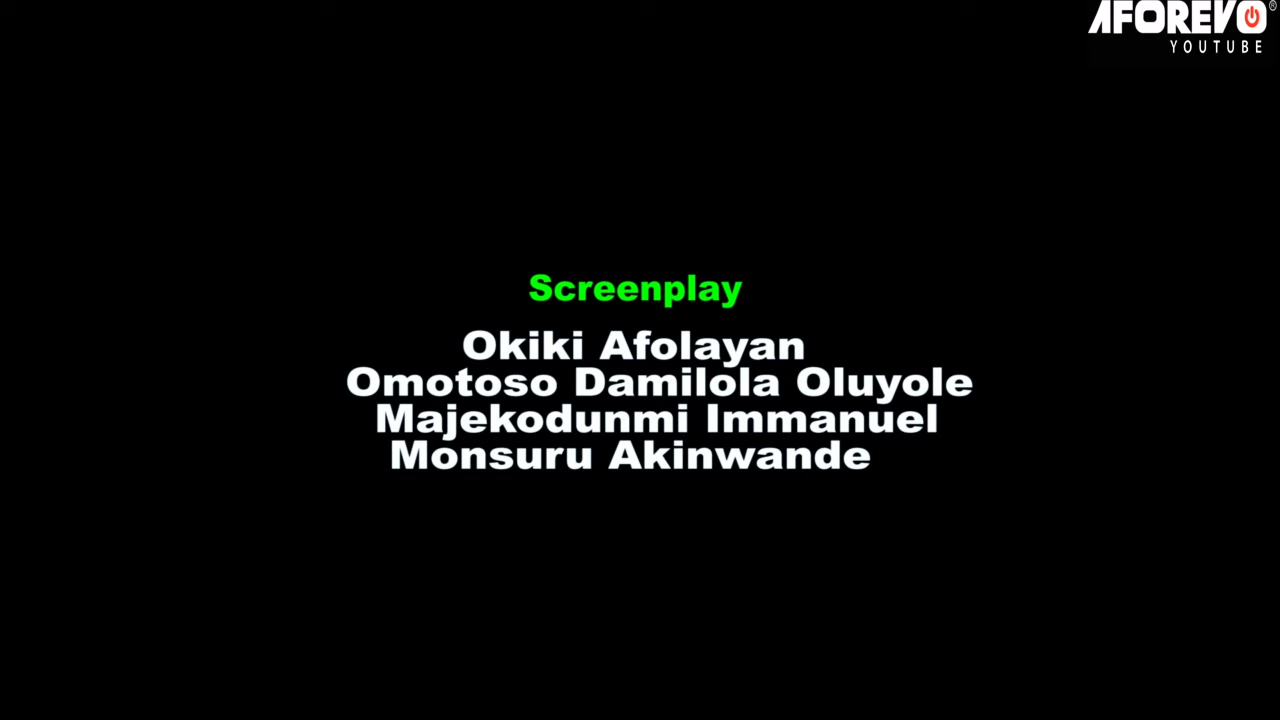 AFOREVO®
YOUTUBE
Screenplay
Okiki Afolayan
Omotoso Damilola Oluyole
Majekodunmi Immanuel
Monsuru Akinwande